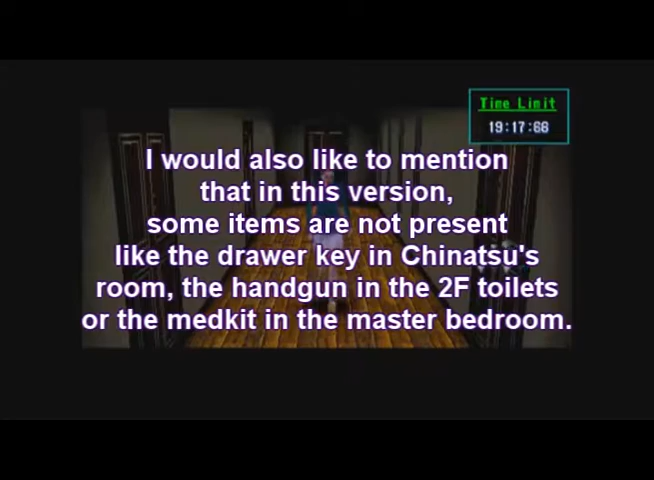 Time Limit
19:17:66
I would also like to mention
that in this version,
some items are not present
like the drawer key in Chinatsu's
room, the handgun in the 2F toilets
or the medkit in the master bedroom.